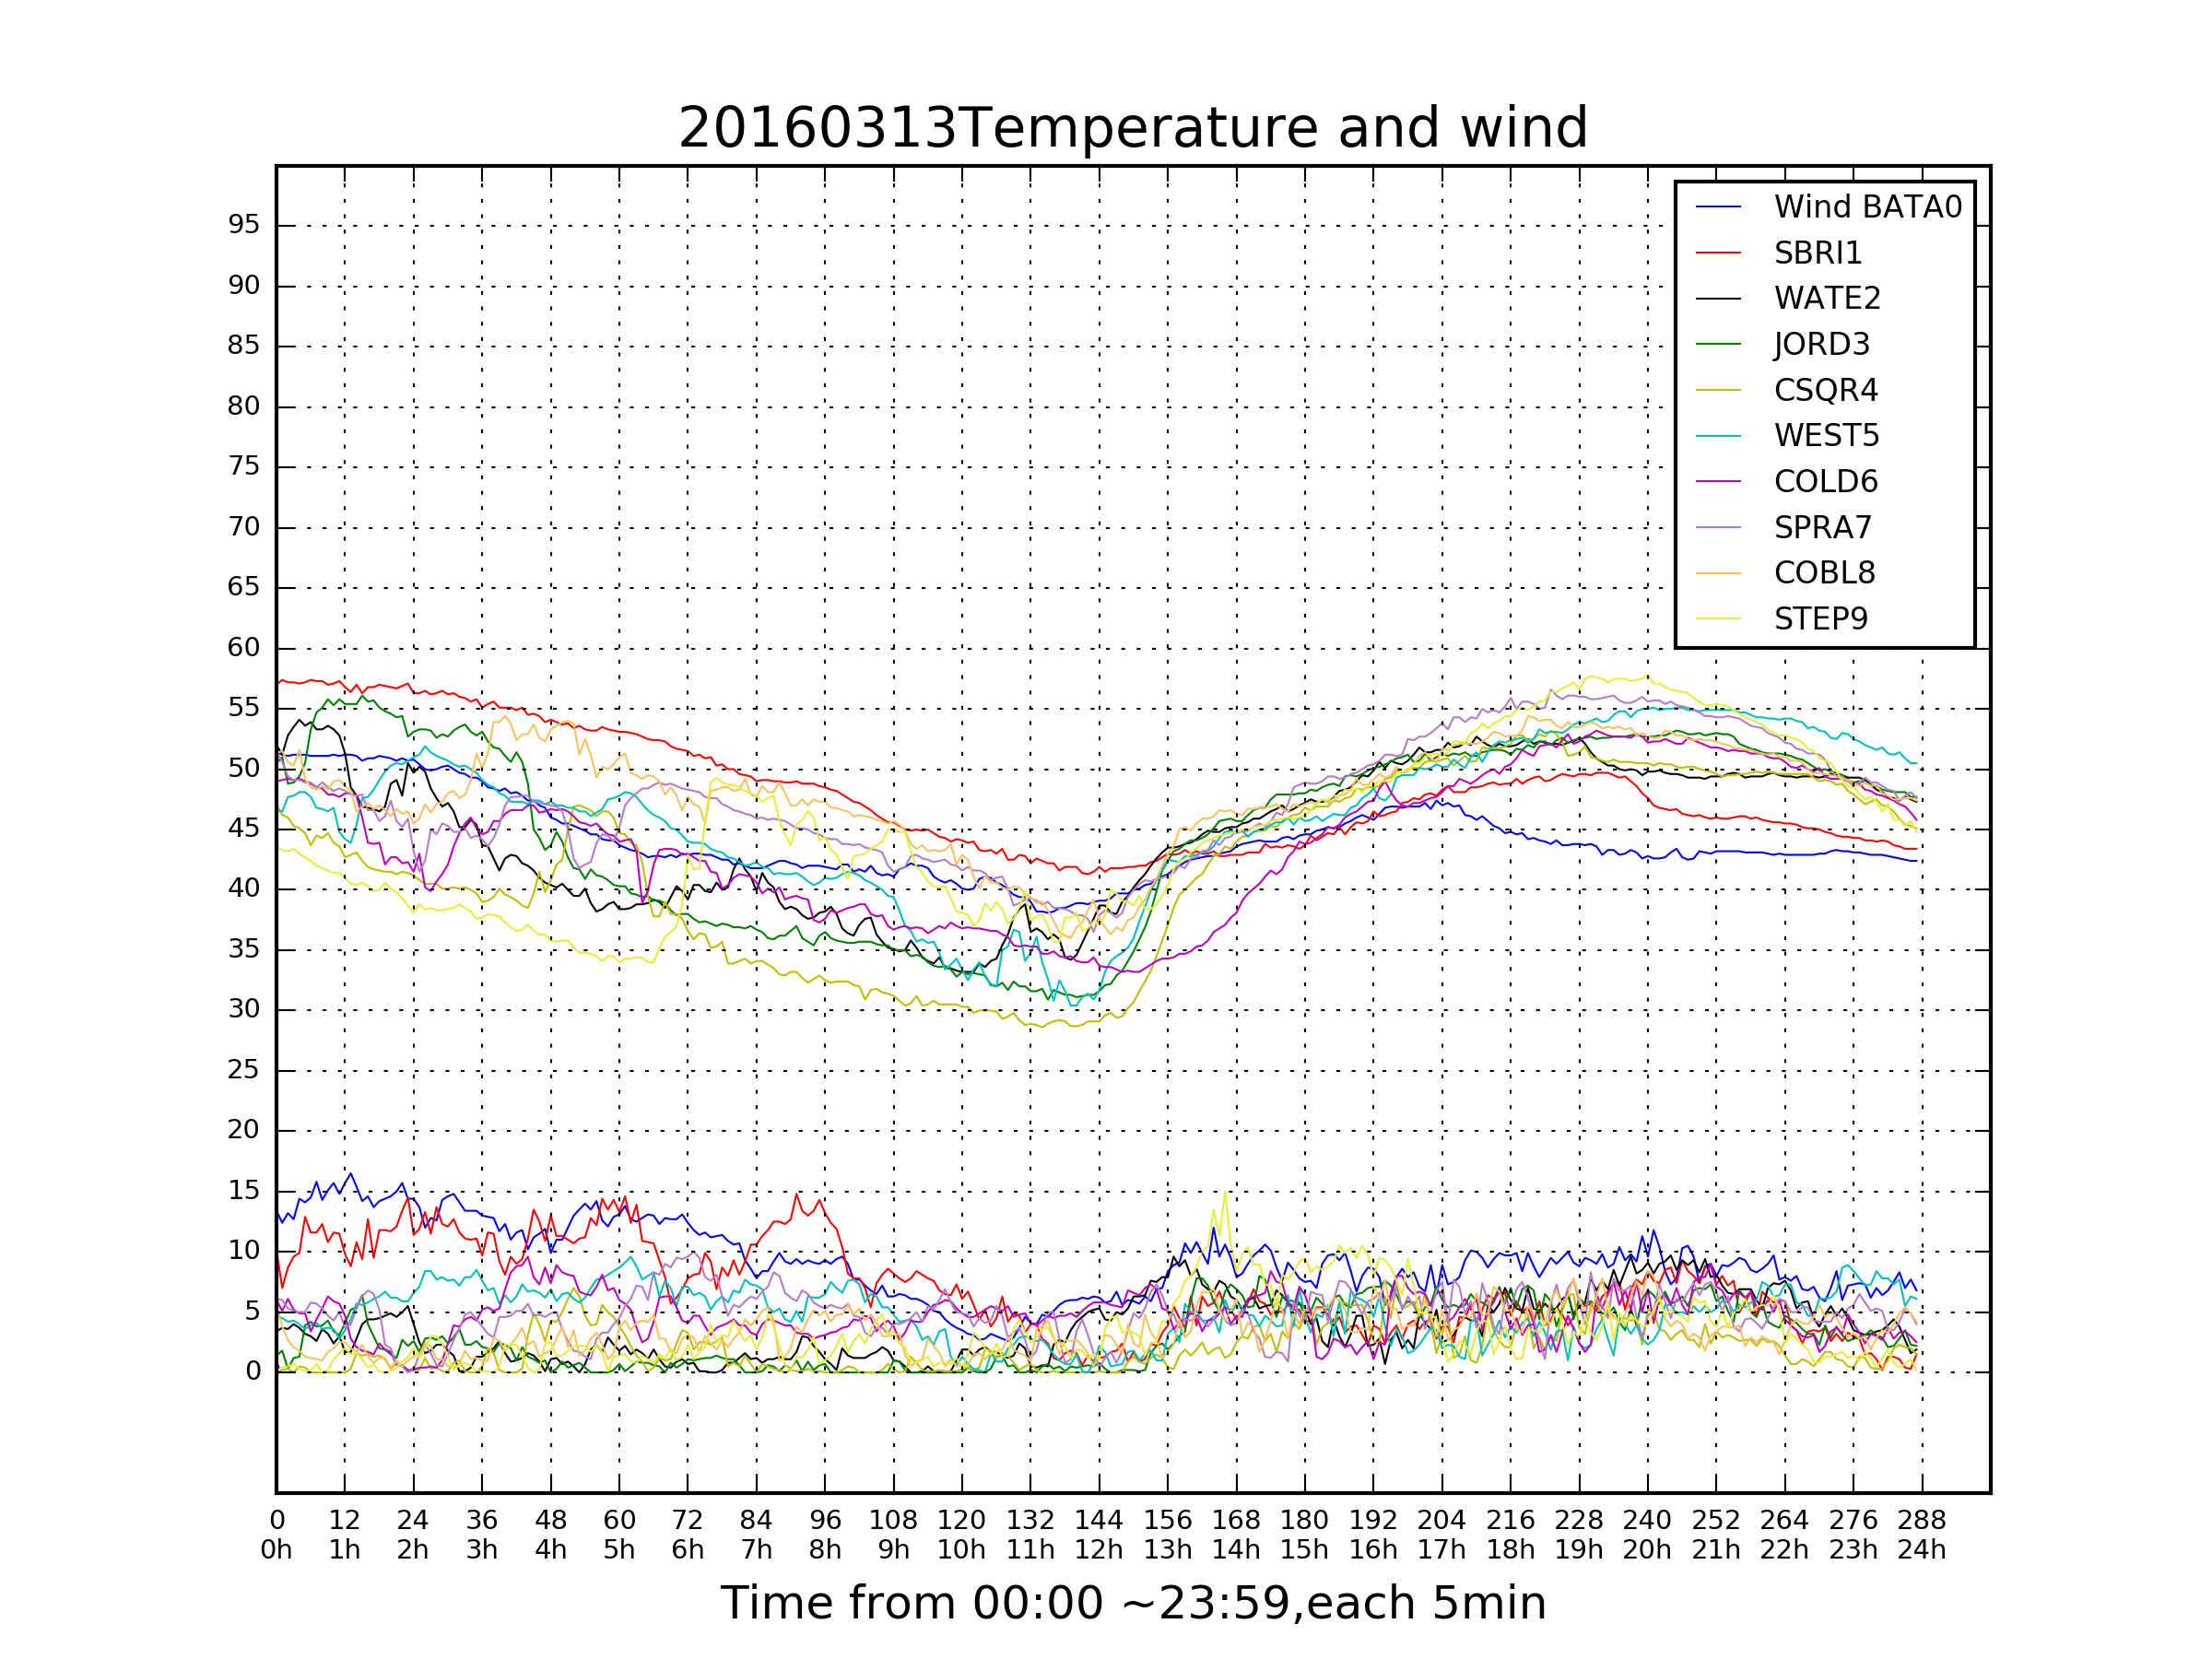 20160313Temperature and wind
95
90
85
80
75
70
65
60
55
50
45
40
35
30
25
20
15
10
5
0
Wind BATA0
SBRI1
WATE2
JORD3
CSQR4
WEST5
COLD6
SPRA7
COBL8
STEP9
0 12 24 36 48 60 72 84 96 108 120 132 144 156 168 180 192 204 216 228 240 252 264 276 288
0h 1h 2h 3h 4h 5h 6h 7h 8h 9h 10h 11h 12h 13h 14h 15h 16h 17h 18h 19h 20h 21h 22h 23h 24h
Time from 00:00 ~23:59,each 5min